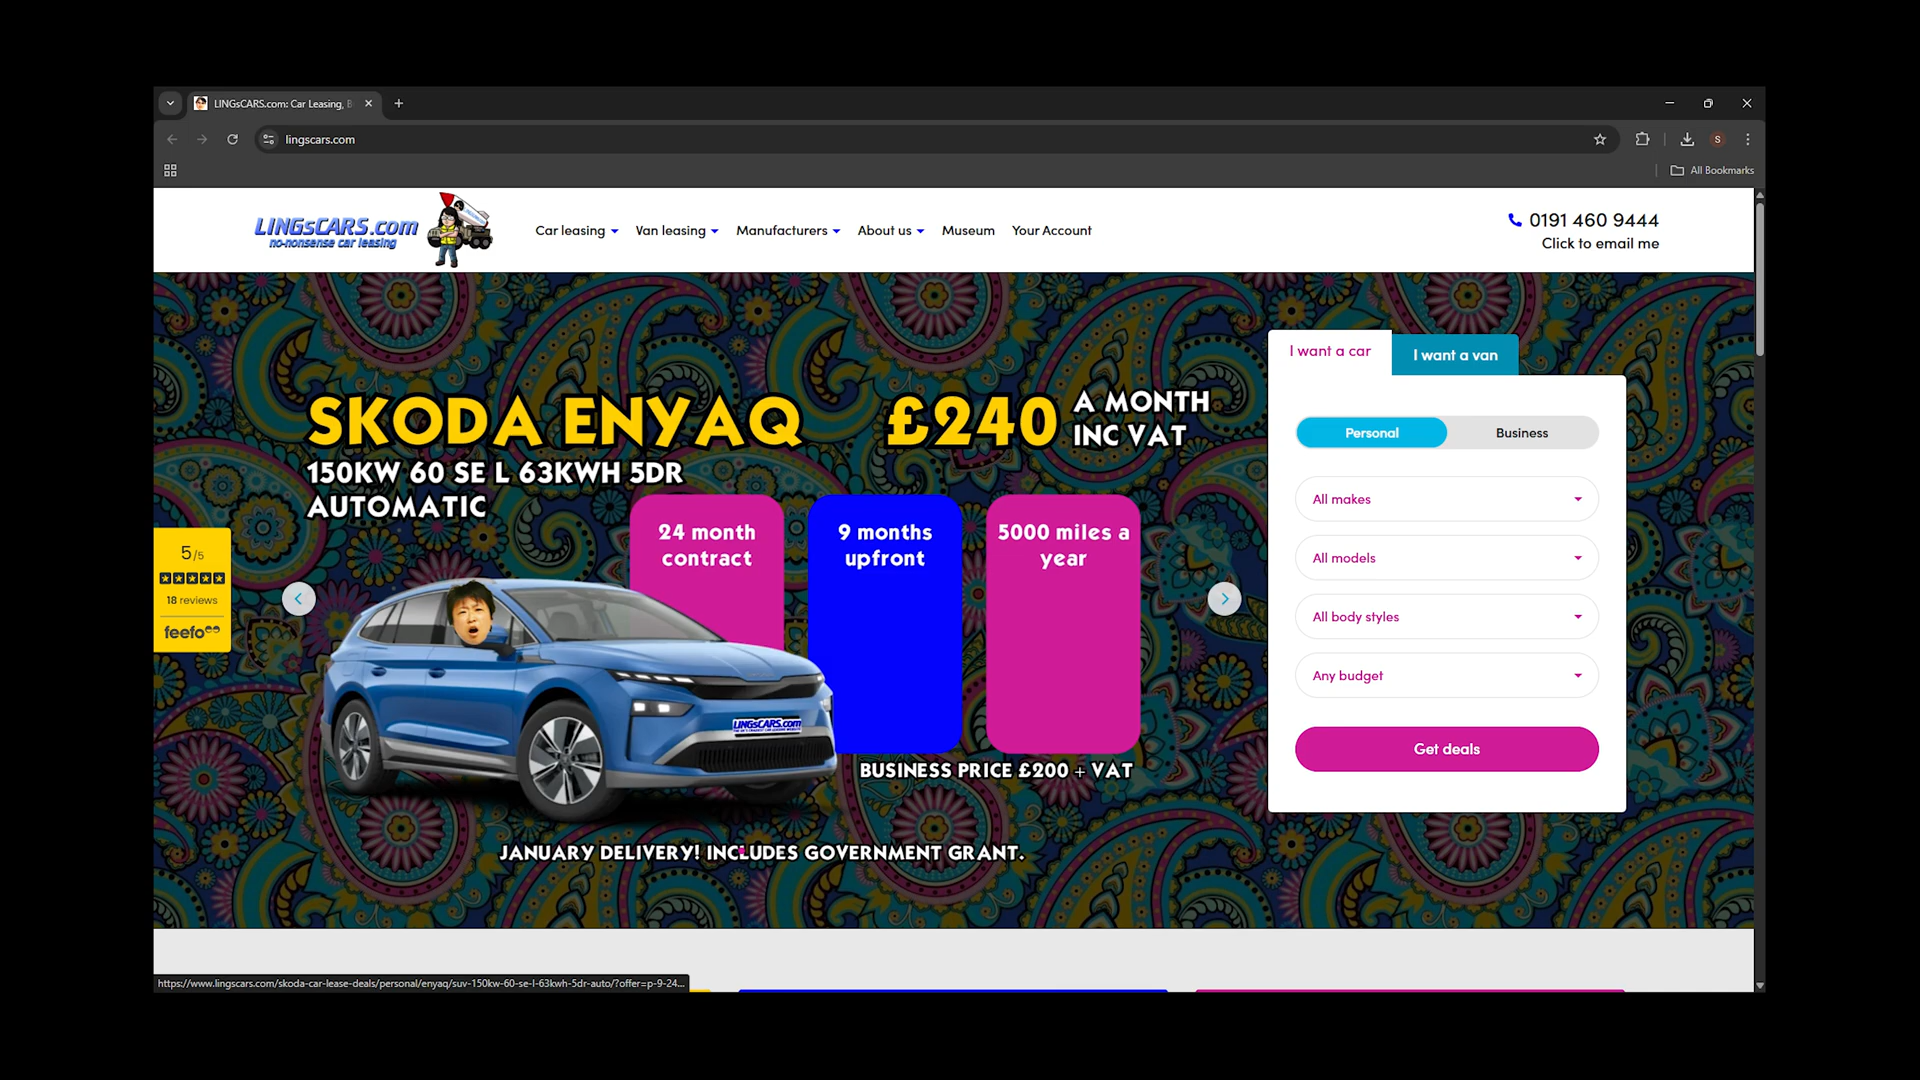 LINGsCARS.com: Car Leasing, B
lingscars.com
S
All Bookmarks
LINGsCARS.com
no-nonsense car leasing
Car leasing
Van leasing
Manufacturers
About us
Museum
Your Account
0191 460 9444
Click to email me
SKODA ENYAQ
£240
A MONTH
INC VAT
150KW 60 SE L 63KWH 5DR
AUTOMATIC
24 month
contract
9 months
upfront
5000 miles a
year
LINGsCARS.com
BUSINESS PRICE £200 + VAT
JANUARY DELIVERY! INCLUDES GOVERNMENT GRANT.
5/5
18 reviews
feefo
I want a car
I want a van
Personal
Business
All makes
All models
All body styles
Any budget
Get deals
https://www.lingscars.com/skoda-car-lease-deals/personal/enyaq/suv-150kw-60-se-l-63kwh-5dr-auto/?offer=p-9-24...